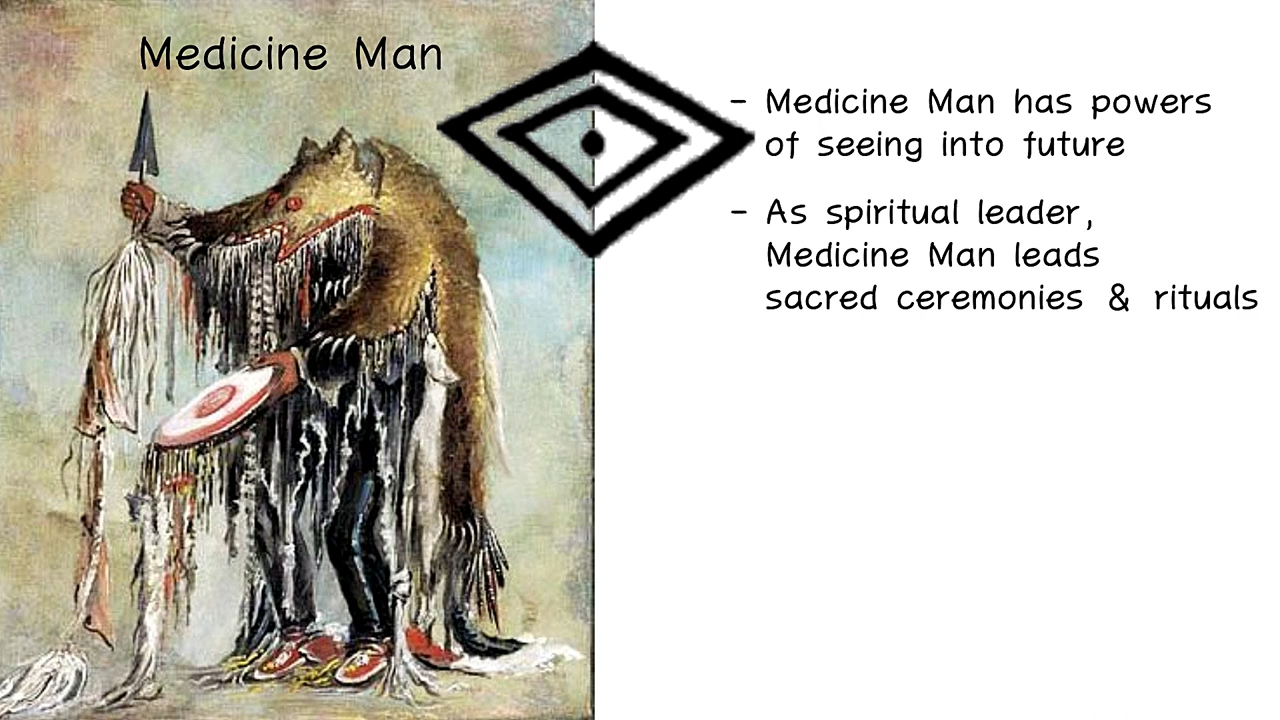 Medicine Man
- Medicine Man has powers
of seeing into future
- As spiritual leader,
Medicine Man leads
sacred ceremonies & rituals